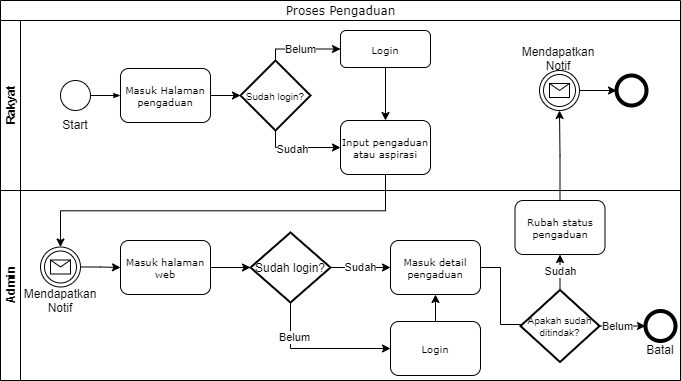 Proses Pengaduan
Rakyat
Start
Masuk Halaman
pengaduan
Sudah login?
Belum
Login
Sudah
Input pengaduan
atau aspirasi
Mendapatkan
Notif
Admin
Mendapatkan
Notif
Masuk halaman
web
Sudah login?
Sudah
Belum
Masuk detail
pengaduan
Login
Rubah status
pengaduan
Sudah
Apakah sudah
ditindak?
Belum
Batal